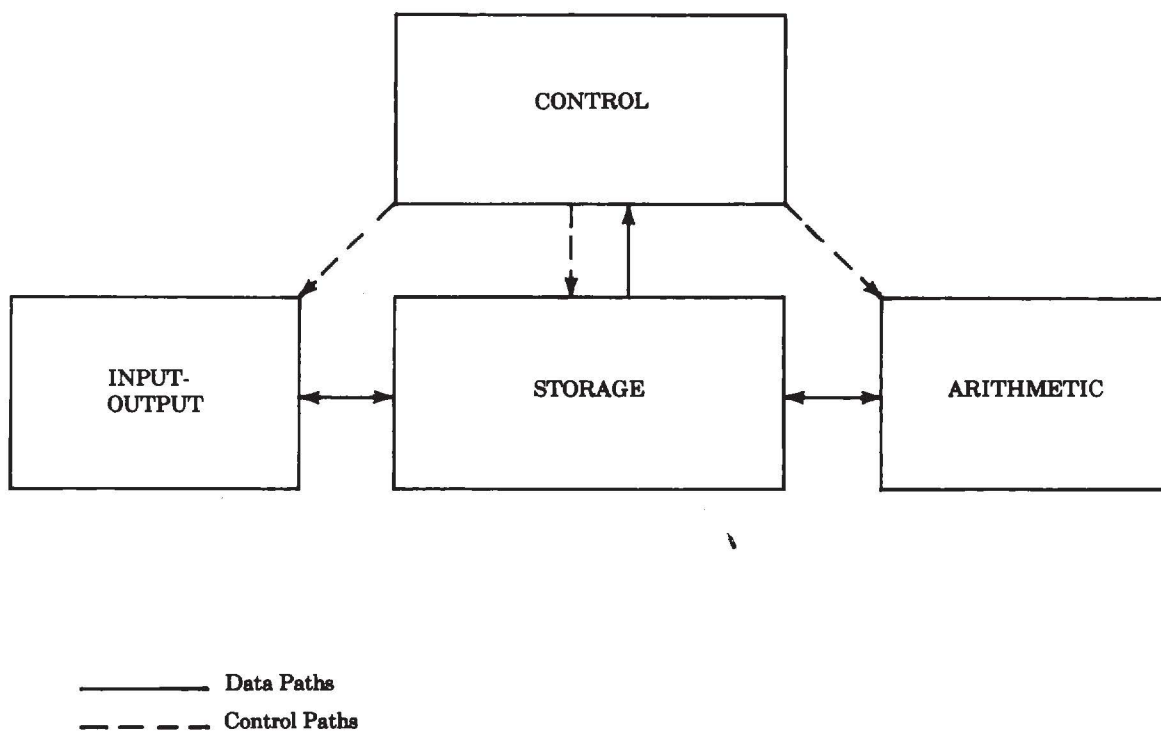 CONTROL
INPUT-
OUTPUT
STORAGE
ARITHMETIC
Data Paths
Control Paths